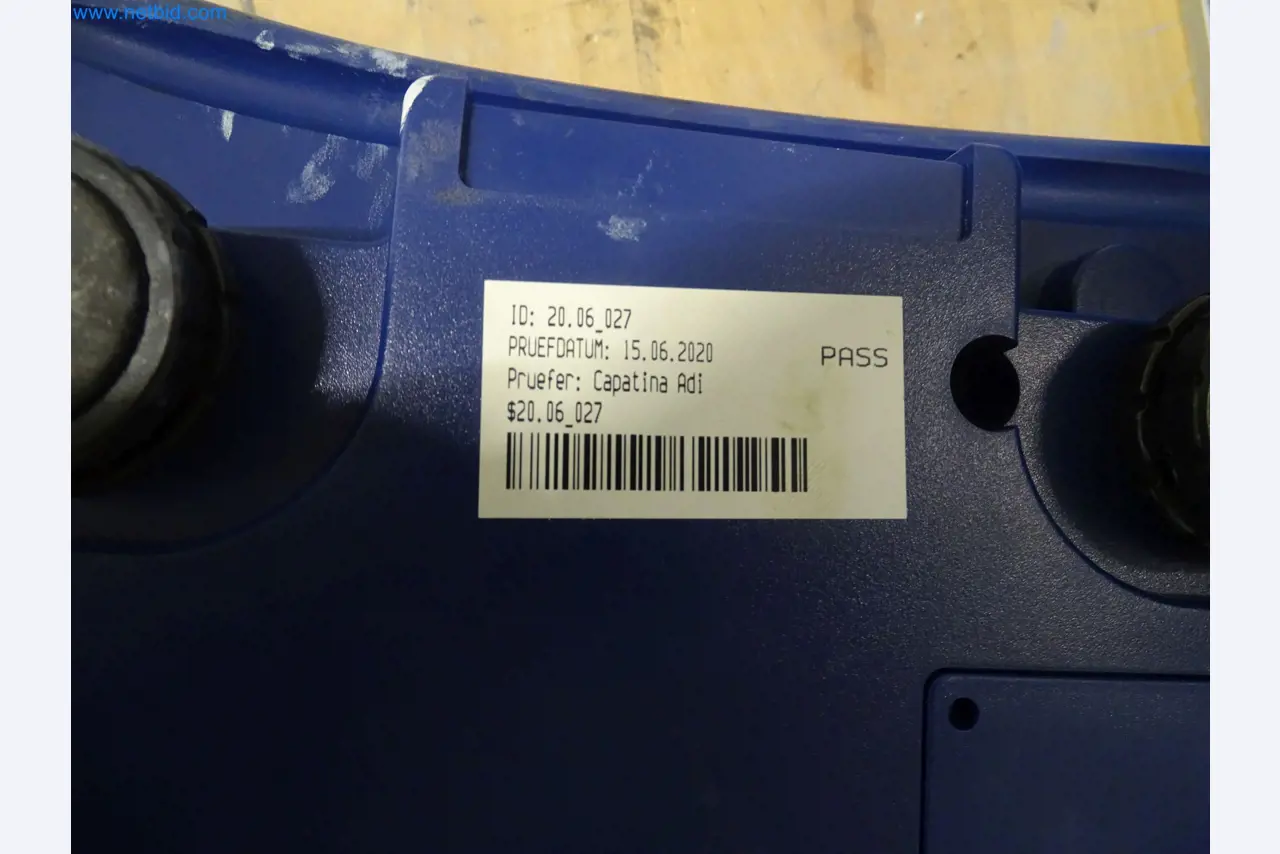 www.netbid.com
ID: 20.06_027
PRUEFDATUM: 15.06.2020
PASS
Pruefer: Capatina Adi
$20.06_027